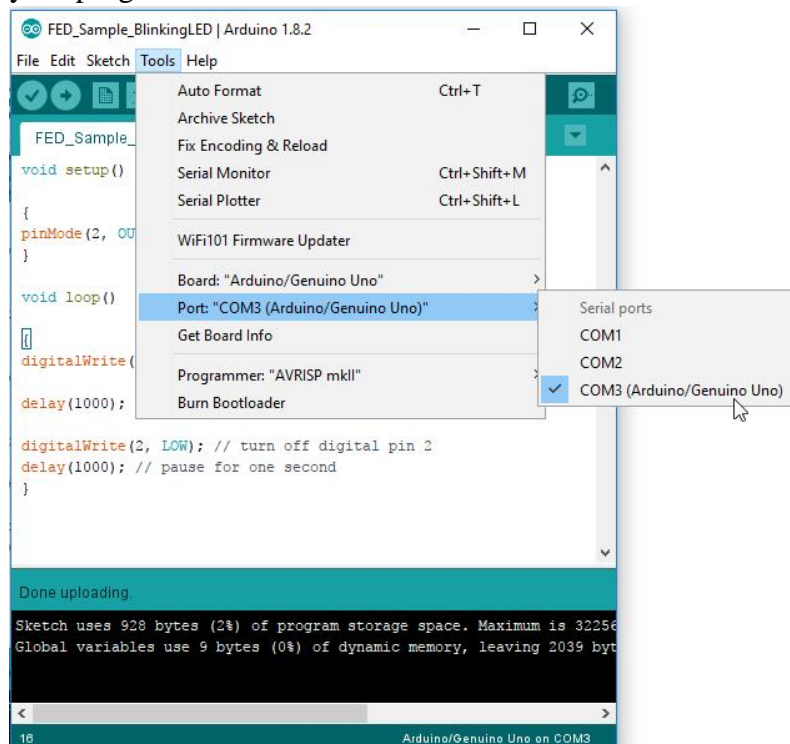 FED_Sample_BlinkingLED | Arduino 1.8.2
File Edit Sketch Tools Help
Auto Format Ctrl+T
Archive Sketch
Fix Encoding & Reload
Serial Monitor Ctrl+Shift+M
Serial Plotter Ctrl+Shift+L
WiFi101 Firmware Updater
Board: "Arduino/Genuino Uno"
Port: "COM3 (Arduino/Genuino Uno)"
Get Board Info
Programmer: "AVRISP mkII"
Burn Bootloader
Serial ports
COM1
COM2
COM3 (Arduino/Genuino Uno)
FED_Sample_
void setup()
{
pinMode(2, OU
}
void loop()
{
digitalWrite(
delay(1000);
digitalWrite(2, LOW); // turn off digital pin 2
delay(1000); // pause for one second
}
Done uploading.
Sketch uses 928 bytes (2%) of program storage space. Maximum is 32256
Global variables use 9 bytes (0%) of dynamic memory, leaving 2039 byt
16 Arduino/Genuino Uno on COM3